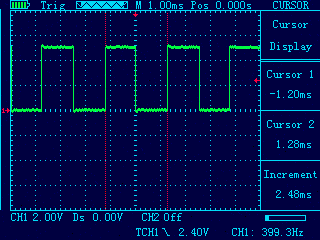 Trig M 1.00ms Pos 0.000s CURSOR
Cursor
Display
Cursor 1
-1.20ms
Cursor 2
1.28ms
Increment
2.48ms
1
CH1 2.00V Ds 0.00V CH2 Off
TCH1 2.40V CH1: 399.3Hz